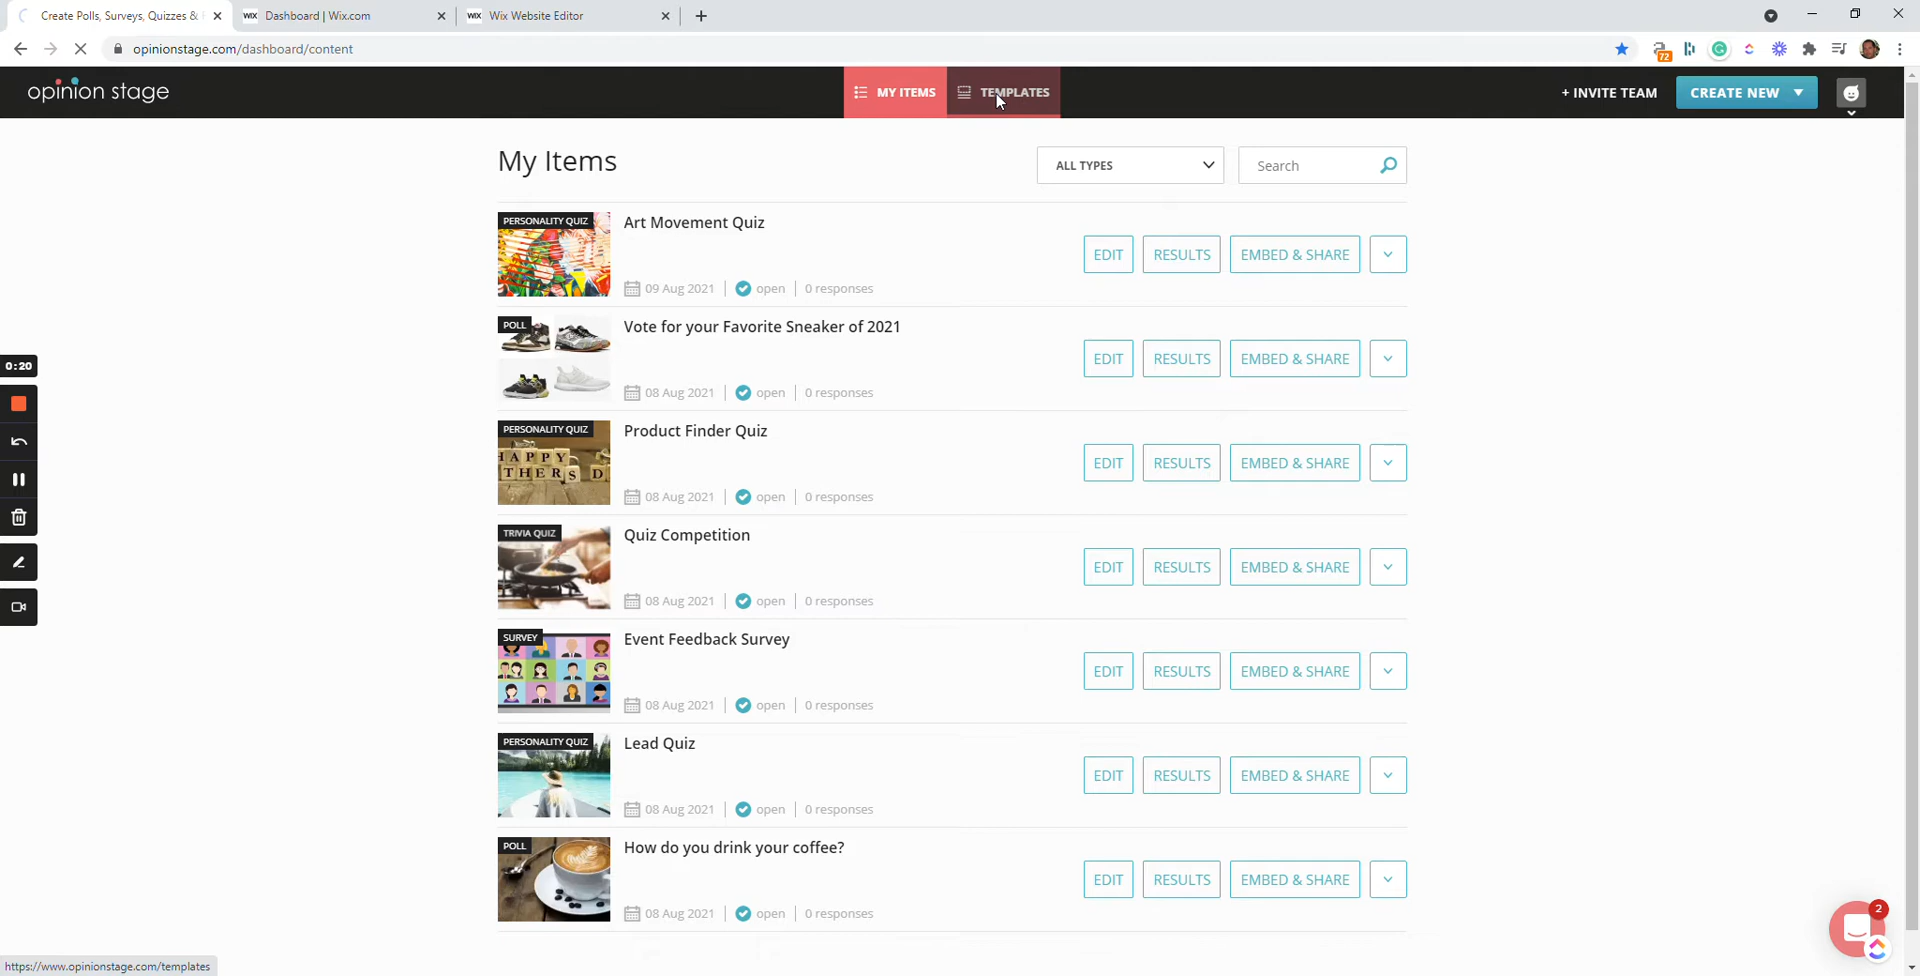 Create Polls, Surveys, Quizzes &
WIX Dashboard | Wix.com
WIX Wix Website Editor
opinionstage.com/dashboard/content
72
opinion stage
MY ITEMS
TEMPLATES
+ INVITE TEAM
CREATE NEW
My Items
ALL TYPES
Search
PERSONALITY QUIZ
Art Movement Quiz
EDIT
RESULTS
EMBED & SHARE
09 Aug 2021
open
0 responses
POLL
Vote for your Favorite Sneaker of 2021
EDIT
RESULTS
EMBED & SHARE
08 Aug 2021
open
0 responses
0:20
PERSONALITY QUIZ
Product Finder Quiz
HAPPY
THERS D
EDIT
RESULTS
EMBED & SHARE
08 Aug 2021
open
0 responses
TRIVIA QUIZ
Quiz Competition
EDIT
RESULTS
EMBED & SHARE
08 Aug 2021
open
0 responses
SURVEY
Event Feedback Survey
EDIT
RESULTS
EMBED & SHARE
08 Aug 2021
open
0 responses
PERSONALITY QUIZ
Lead Quiz
EDIT
RESULTS
EMBED & SHARE
08 Aug 2021
open
0 responses
POLL
How do you drink your coffee?
EDIT
RESULTS
EMBED & SHARE
08 Aug 2021
open
0 responses
2
https://www.opinionstage.com/templates